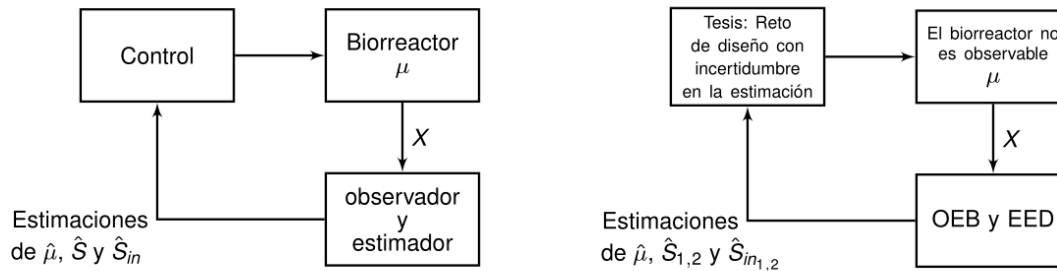 Control
Biorreactor
μ
X
observador
y
estimador
Estimaciones
de μ̂, Ŝ y Ŝ_in
Tesis: Reto
de diseño con
incertidumbre
en la estimación
El biorreactor no
es observable
μ
X
OEB y EED
Estimaciones
de μ̂, Ŝ_1,2 y Ŝ_in_1,2